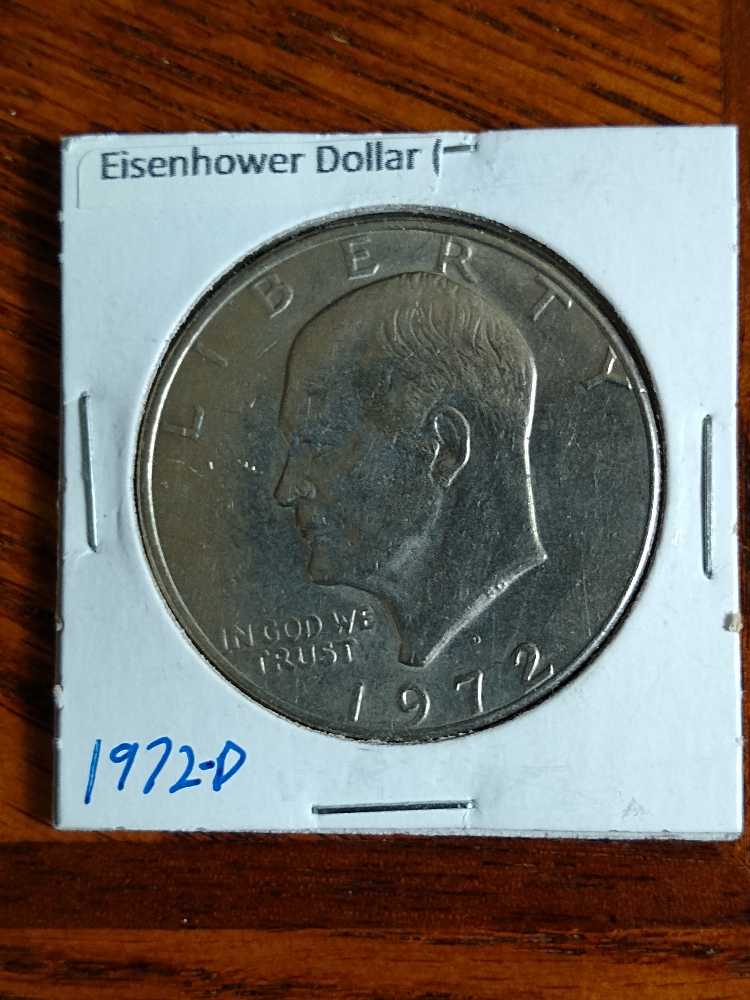 Eisenhower Dollar (
LIBERTY
IN GOD WE
TRUST
D
1972
1972-D